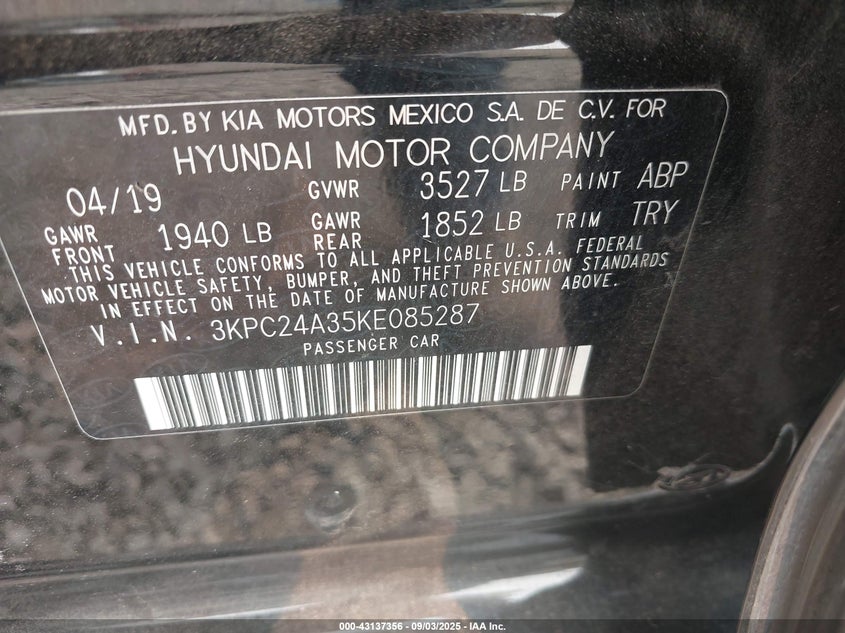 MFD. BY KIA MOTORS MEXICO S.A. DE C.V. FOR
HYUNDAI MOTOR COMPANY
04/19 GVWR 3527 LB PAINT ABP
GAWR FRONT 1940 LB GAWR REAR 1852 LB TRIM TRY
THIS VEHICLE CONFORMS TO ALL APPLICABLE U.S.A. FEDERAL
MOTOR VEHICLE SAFETY, BUMPER, AND THEFT PREVENTION STANDARDS
IN EFFECT ON THE DATE OF MANUFACTURE SHOWN ABOVE.
V.I.N. 3KPC24A35KE085287
PASSENGER CAR
000-43137356 - 09/03/2025 - IAA Inc.